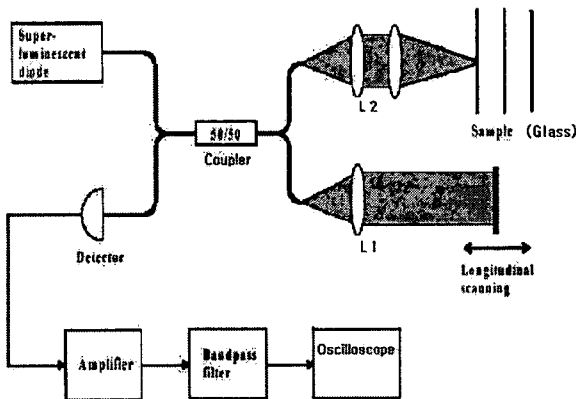 Super-
luminescent
diode
50/50
Coupler
L 2
Sample (Glass)
Detector
L 1
Longitudinal
scanning
Amplifier
Bandpass
filter
Oscilloscope